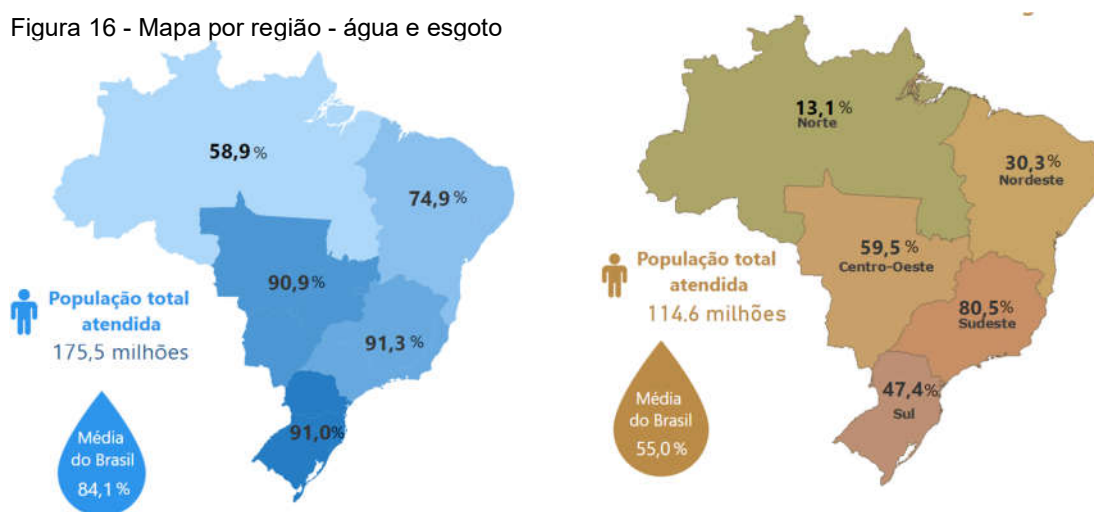 Figura 16 - Mapa por região - água e esgoto
58,9 %
74,9 %
90,9%
91,3 %
91,0%
População total
atendida
175,5 milhões
Média
do Brasil
84,1 %
13,1 %
Norte
30,3 %
Nordeste
59,5 %
Centro-Oeste
80,5%
Sudeste
47,4%
Sul
População total
atendida
114.6 milhões
Média
do Brasil
55,0 %